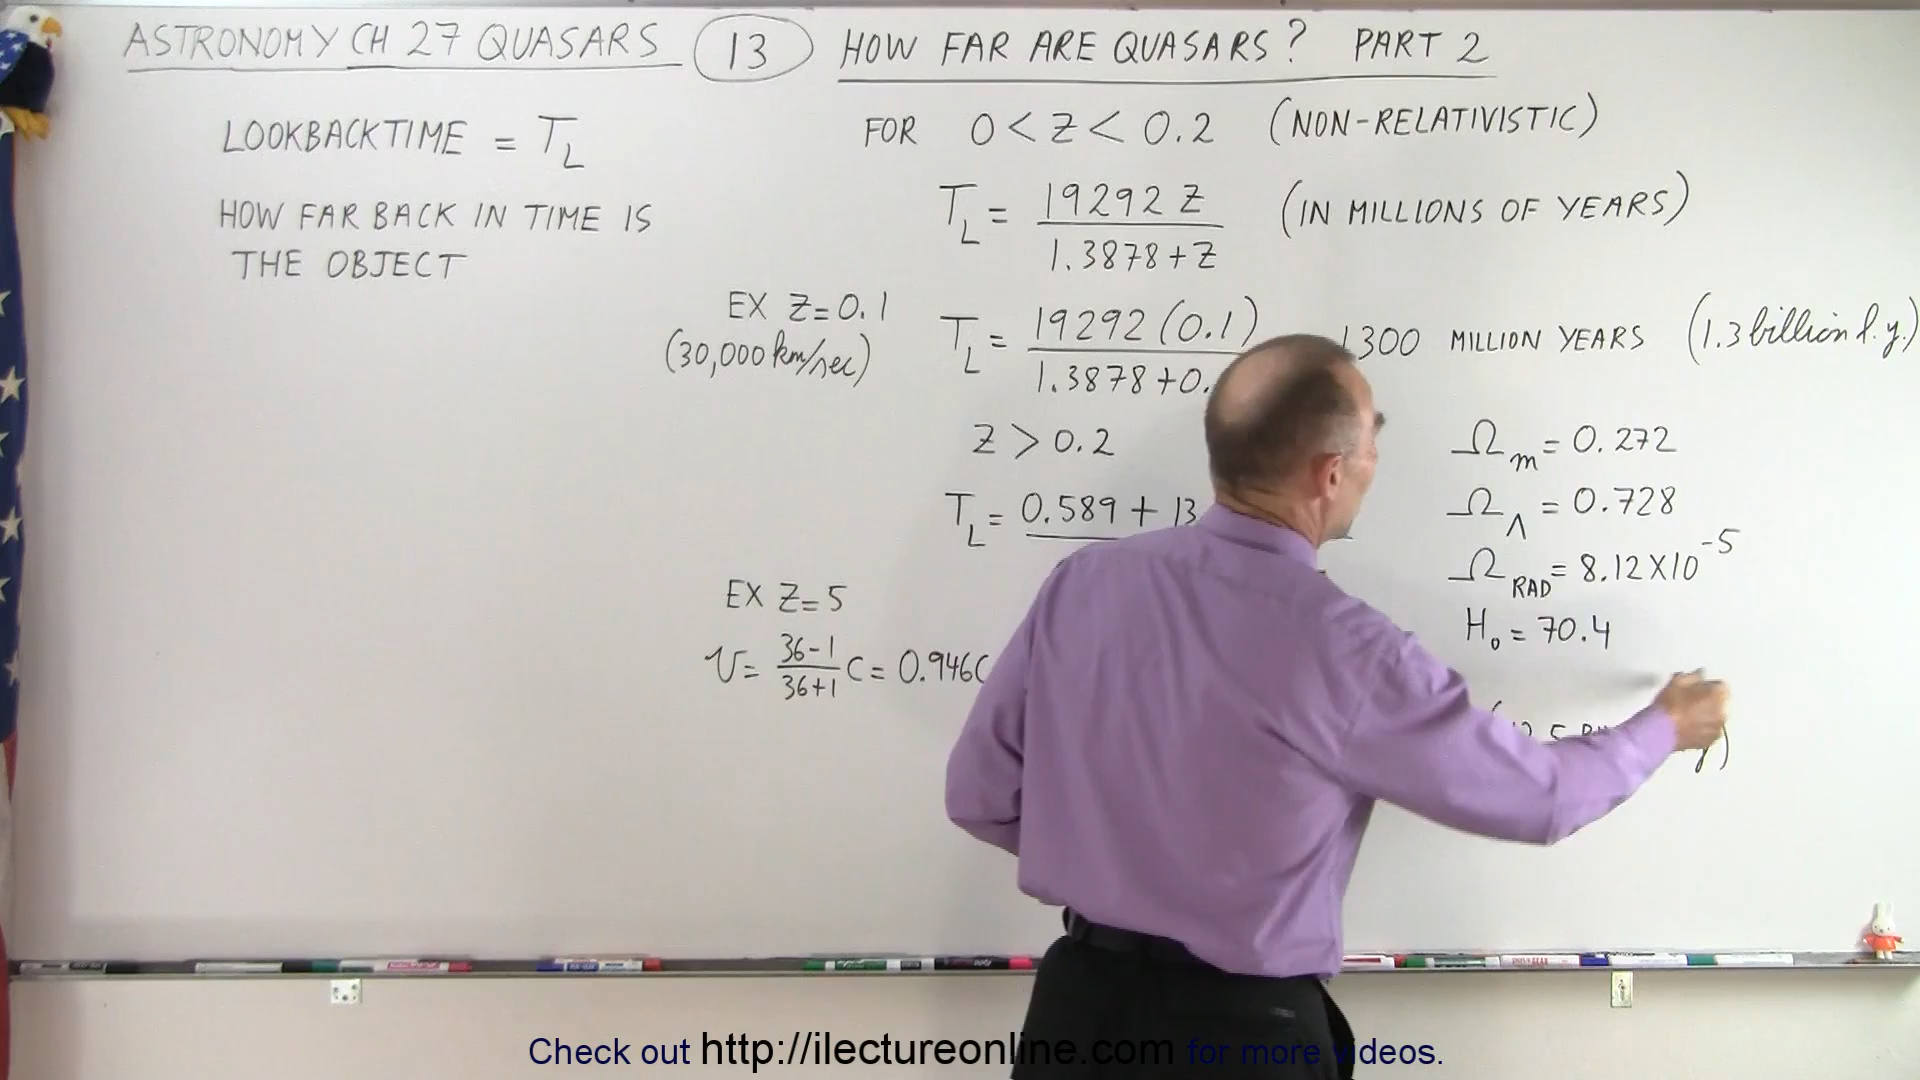 ASTRONOMY CH 27 QUASARS 13 HOW FAR ARE QUASARS? PART 2
LOOKBACKTIME = T_L
HOW FAR BACK IN TIME IS
THE OBJECT
FOR 0 < Z < 0.2 (NON-RELATIVISTIC)
T_L = 19292 Z / 1.3878 + Z (IN MILLIONS OF YEARS)
EX Z = 0.1
(30,000 km/sec)
T_L = 19292 (0.1) / 1.3878 + 0. 1300 MILLION YEARS (1.3 billion l.y.)
Z > 0.2
T_L = 0.589 + 13
Ω_m = 0.272
Ω_Λ = 0.728
Ω_RAD = 8.12 X 10^-5
H_0 = 70.4
EX Z = 5
V = 36-1 / 36+1 C = 0.946C
Check out http://ilectureonline.com for more videos.